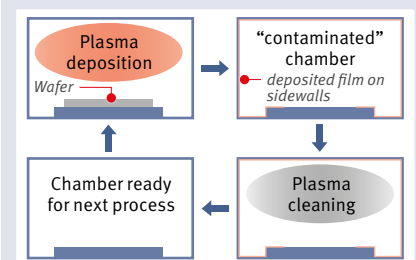 Plasma
deposition
Wafer
“contaminated”
chamber
deposited film on
sidewalls
Chamber ready
for next process
Plasma
cleaning